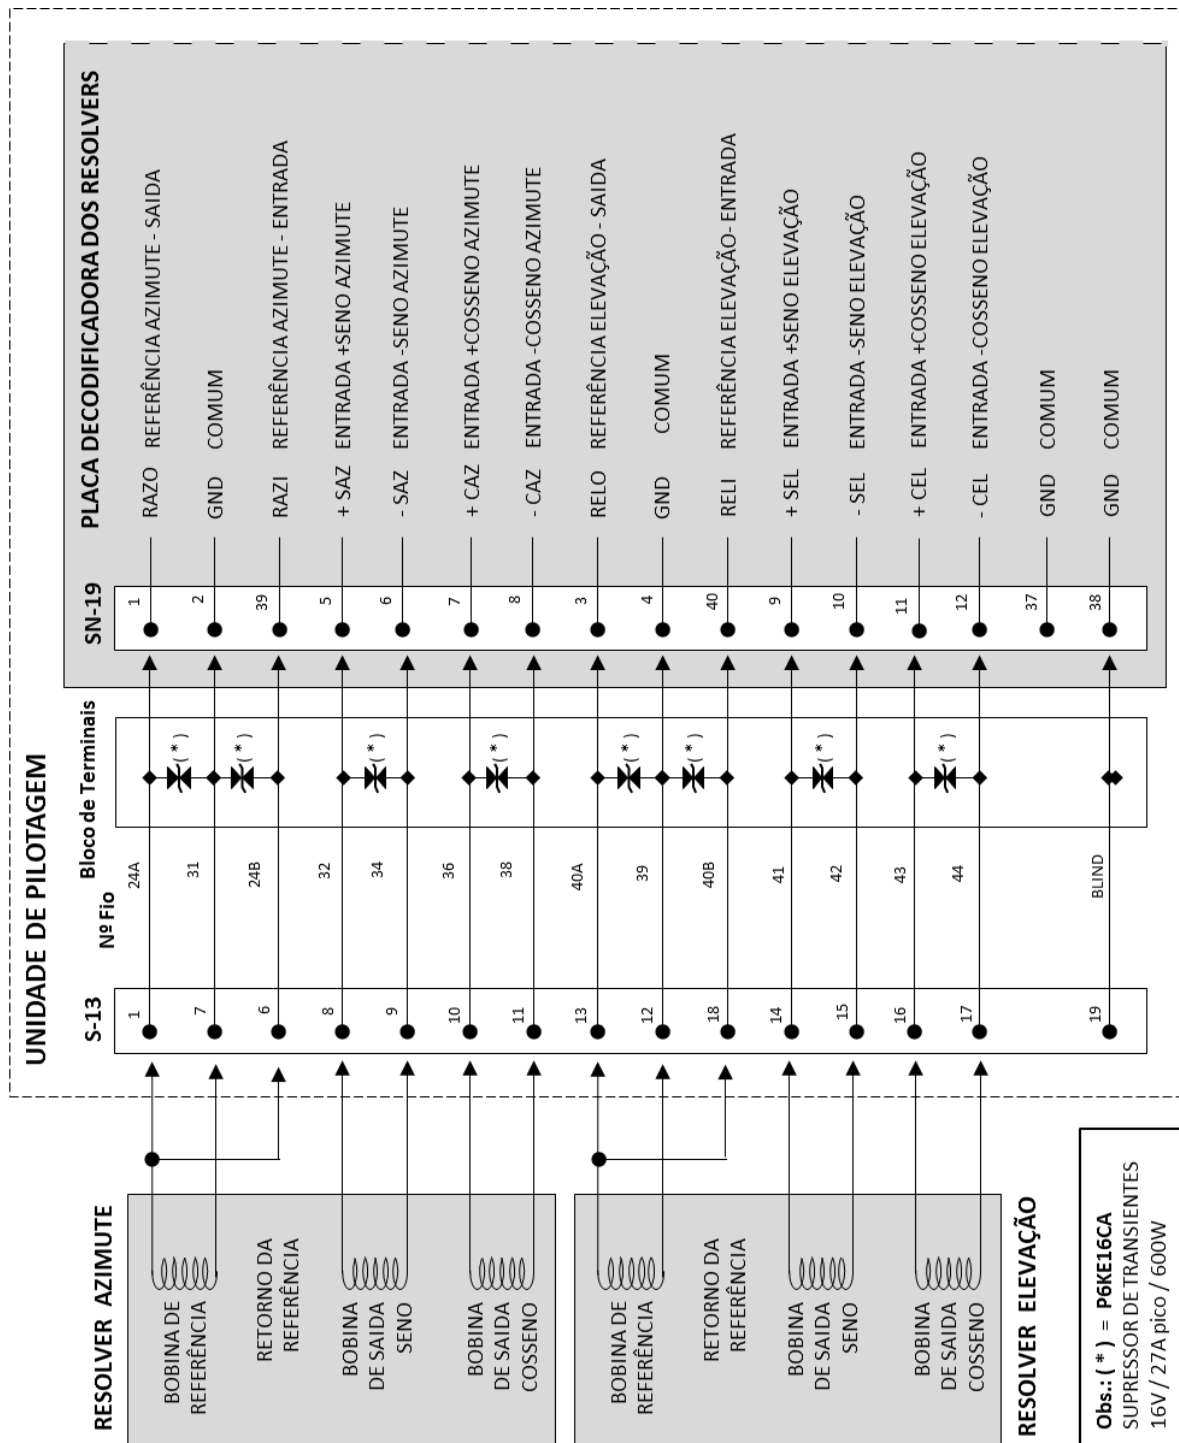 UNIDADE DE PILOTAGEM
RESOLVER AZIMUTE
S-13
Nº Fio
Bloco de Terminais
SN-19
PLACA DECODIFICADORA DOS RESOLVERS
BOBINA DE
REFERÊNCIA
1
24A
1
RAZO REFERÊNCIA AZIMUTE - SAIDA
( * )
7
31
2
GND COMUM
( * )
RETORNO DA
REFERÊNCIA
6
24B
39
RAZI REFERÊNCIA AZIMUTE - ENTRADA
BOBINA
DE SAIDA
SENO
8
32
5
+ SAZ ENTRADA +SENO AZIMUTE
( * )
9
34
6
- SAZ ENTRADA -SENO AZIMUTE
BOBINA
DE SAIDA
COSSENO
10
36
7
+ CAZ ENTRADA +COSSENO AZIMUTE
( * )
11
38
8
- CAZ ENTRADA -COSSENO AZIMUTE
BOBINA DE
REFERÊNCIA
13
40A
3
RELO REFERÊNCIA ELEVAÇÃO - SAIDA
( * )
12
39
4
GND COMUM
( * )
RETORNO DA
REFERÊNCIA
18
40B
40
RELI REFERÊNCIA ELEVAÇÃO- ENTRADA
BOBINA
DE SAIDA
SENO
14
41
9
+ SEL ENTRADA +SENO ELEVAÇÃO
( * )
15
42
10
- SEL ENTRADA -SENO ELEVAÇÃO
BOBINA
DE SAIDA
COSSENO
16
43
11
+ CEL ENTRADA +COSSENO ELEVAÇÃO
( * )
17
44
12
- CEL ENTRADA -COSSENO ELEVAÇÃO
37
GND COMUM
19
BLIND
38
GND COMUM
RESOLVER ELEVAÇÃO
Obs.: ( * ) = P6KE16CA
SUPRESSOR DE TRANSIENTES
16V / 27A pico / 600W